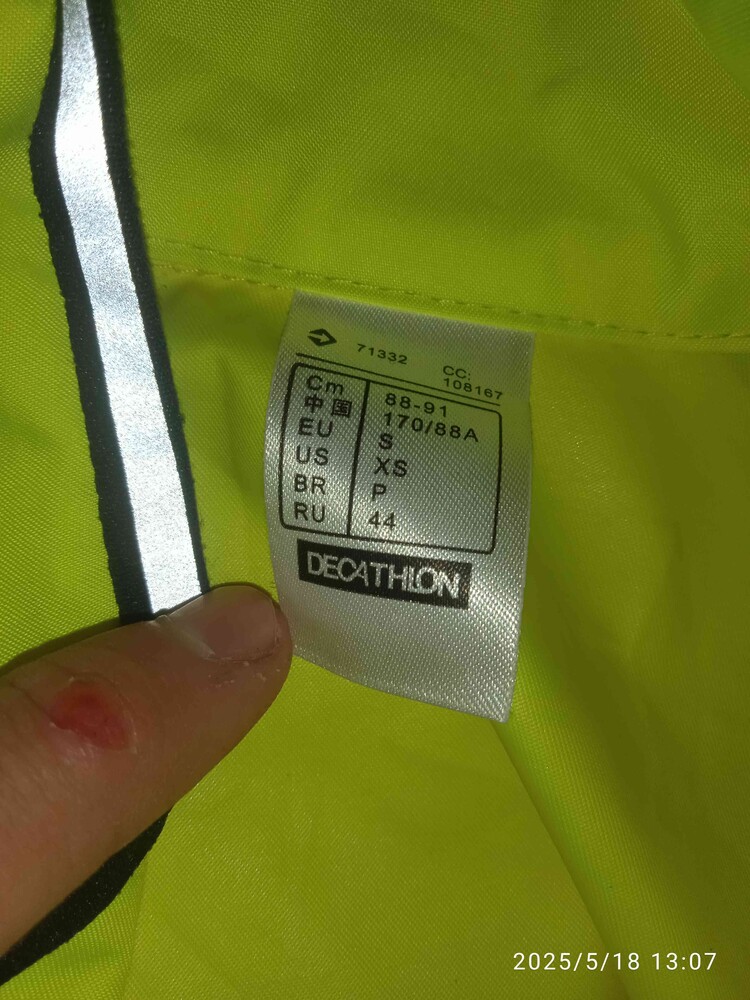 71332 CC: 108167
Cm 88-91
中国 170/88A
EU S
US XS
BR P
RU 44
DECATHLON
2025/5/18 13:07